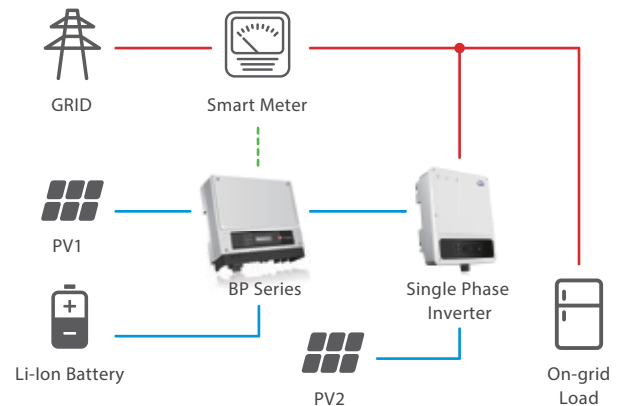 GRID
Smart Meter
PV1
BP Series
Single Phase
Inverter
Li-Ion Battery
PV2
On-grid
Load